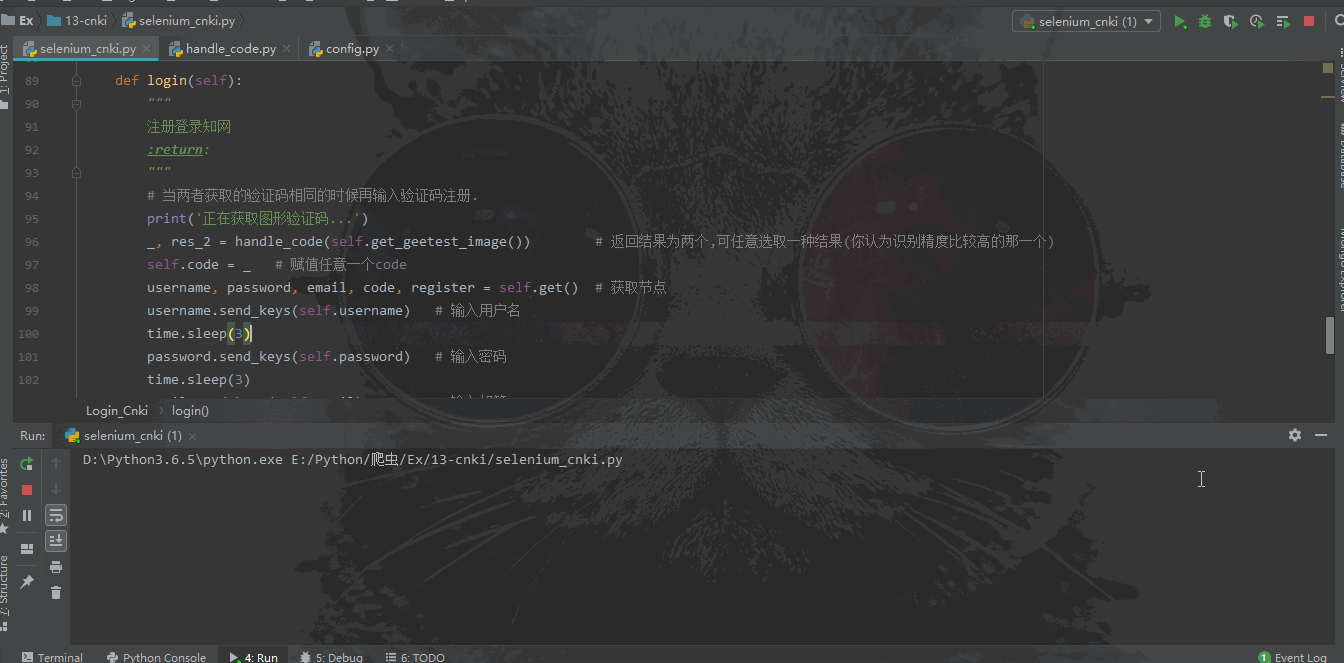 Ex 13-cnki selenium_cnki.py selenium_cnki (1)
selenium_cnki.py handle_code.py config.py
1: Project
89 def login(self):
90 """
91 注册登录知网
92 :return:
93 """
94 # 当两者获取的验证码相同的时候再输入验证码注册.
95 print('正在获取图形验证码...')
96 _, res_2 = handle_code(self.get_geetest_image()) # 返回结果为两个,可任意选取一种结果(你认为识别精度比较高的那一个)
97 self.code = _ # 赋值任意一个code
98 username, password, email, code, register = self.get() # 获取节点
99 username.send_keys(self.username) # 输入用户名
100 time.sleep(3)
101 password.send_keys(self.password) # 输入密码
102 time.sleep(3)
Login_Cnki login()
Run: selenium_cnki (1)
D:\Python3.6.5\python.exe E:/Python/爬虫/Ex/13-cnki/selenium_cnki.py
2: Favorites
7: Structure
Terminal Python Console 4: Run 5: Debug 6: TODO 1 Event Log